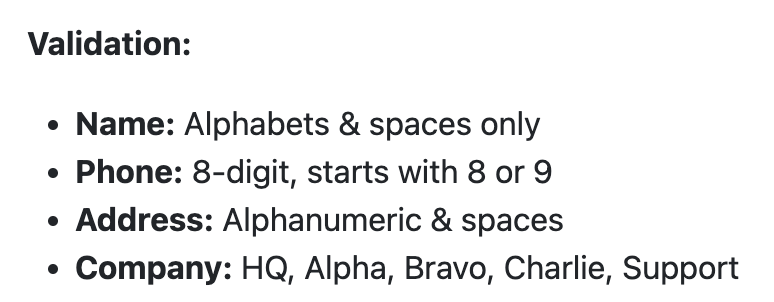 Validation:
• Name: Alphabets & spaces only
• Phone: 8-digit, starts with 8 or 9
• Address: Alphanumeric & spaces
• Company: HQ, Alpha, Bravo, Charlie, Support